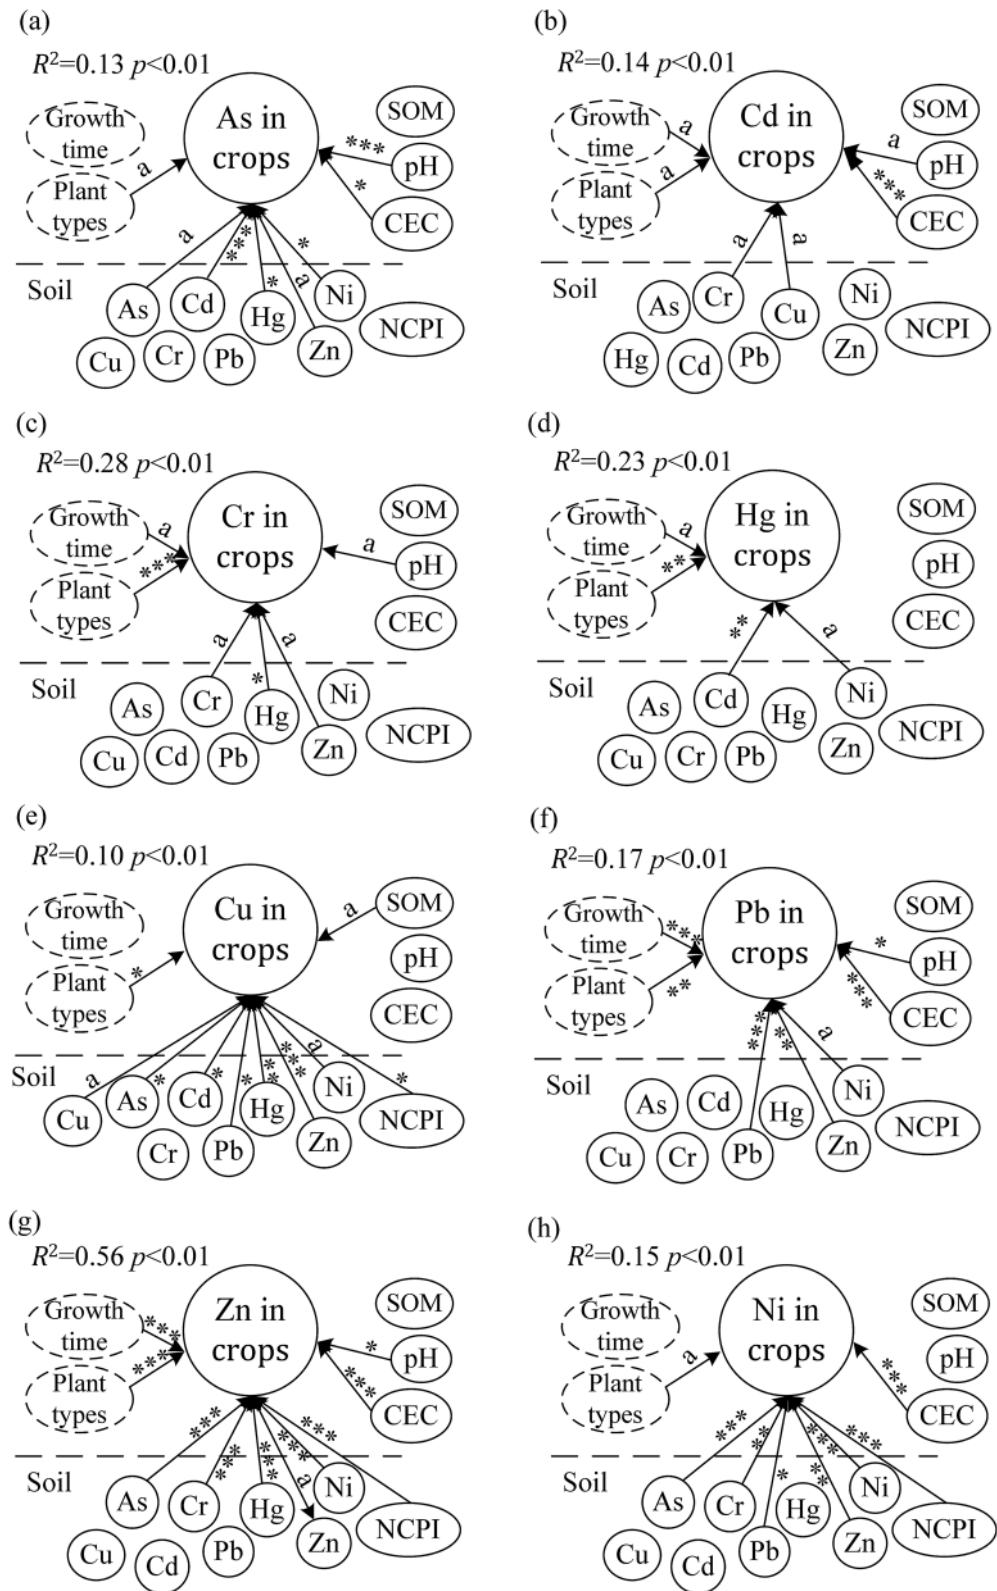 (a)
R²=0.13 p<0.01
Growth
time
Plant
types
As in
crops
SOM
pH
CEC
a
***
*
a
***
*
a
*
Soil
As
Cd
Hg
Ni
NCPI
Cu
Cr
Pb
Zn
(b)
R²=0.14 p<0.01
Growth
time
Plant
types
Cd in
crops
SOM
pH
CEC
a
a
a
***
a
a
Soil
As
Cr
Cu
Ni
NCPI
Hg
Cd
Pb
Zn
(c)
R²=0.28 p<0.01
Growth
time
Plant
types
Cr in
crops
SOM
pH
CEC
a
***
a
a
*
a
Soil
As
Cr
Hg
Ni
NCPI
Cu
Cd
Pb
Zn
(d)
R²=0.23 p<0.01
Growth
time
Plant
types
Hg in
crops
SOM
pH
CEC
a
**
**
a
Soil
As
Cd
Hg
Ni
NCPI
Cu
Cr
Pb
Zn
(e)
R²=0.10 p<0.01
Growth
time
Plant
types
Cu in
crops
SOM
pH
CEC
*
a
a
*
*
*
**
***
a
*
Soil
Cu
As
Cd
Hg
Ni
NCPI
Cr
Pb
Zn
(f)
R²=0.17 p<0.01
Growth
time
Plant
types
Pb in
crops
SOM
pH
CEC
***
**
*
***
***
**
a
Soil
As
Cd
Hg
Ni
NCPI
Cu
Cr
Pb
Zn
(g)
R²=0.56 p<0.01
Growth
time
Plant
types
Zn in
crops
SOM
pH
CEC
***
***
*
***
***
***
***
a
***
***
Soil
As
Cr
Hg
Ni
NCPI
Cu
Cd
Pb
Zn
(h)
R²=0.15 p<0.01
Growth
time
Plant
types
Ni in
crops
SOM
pH
CEC
a
***
***
**
*
**
***
***
Soil
As
Cr
Hg
Ni
NCPI
Cu
Cd
Pb
Zn